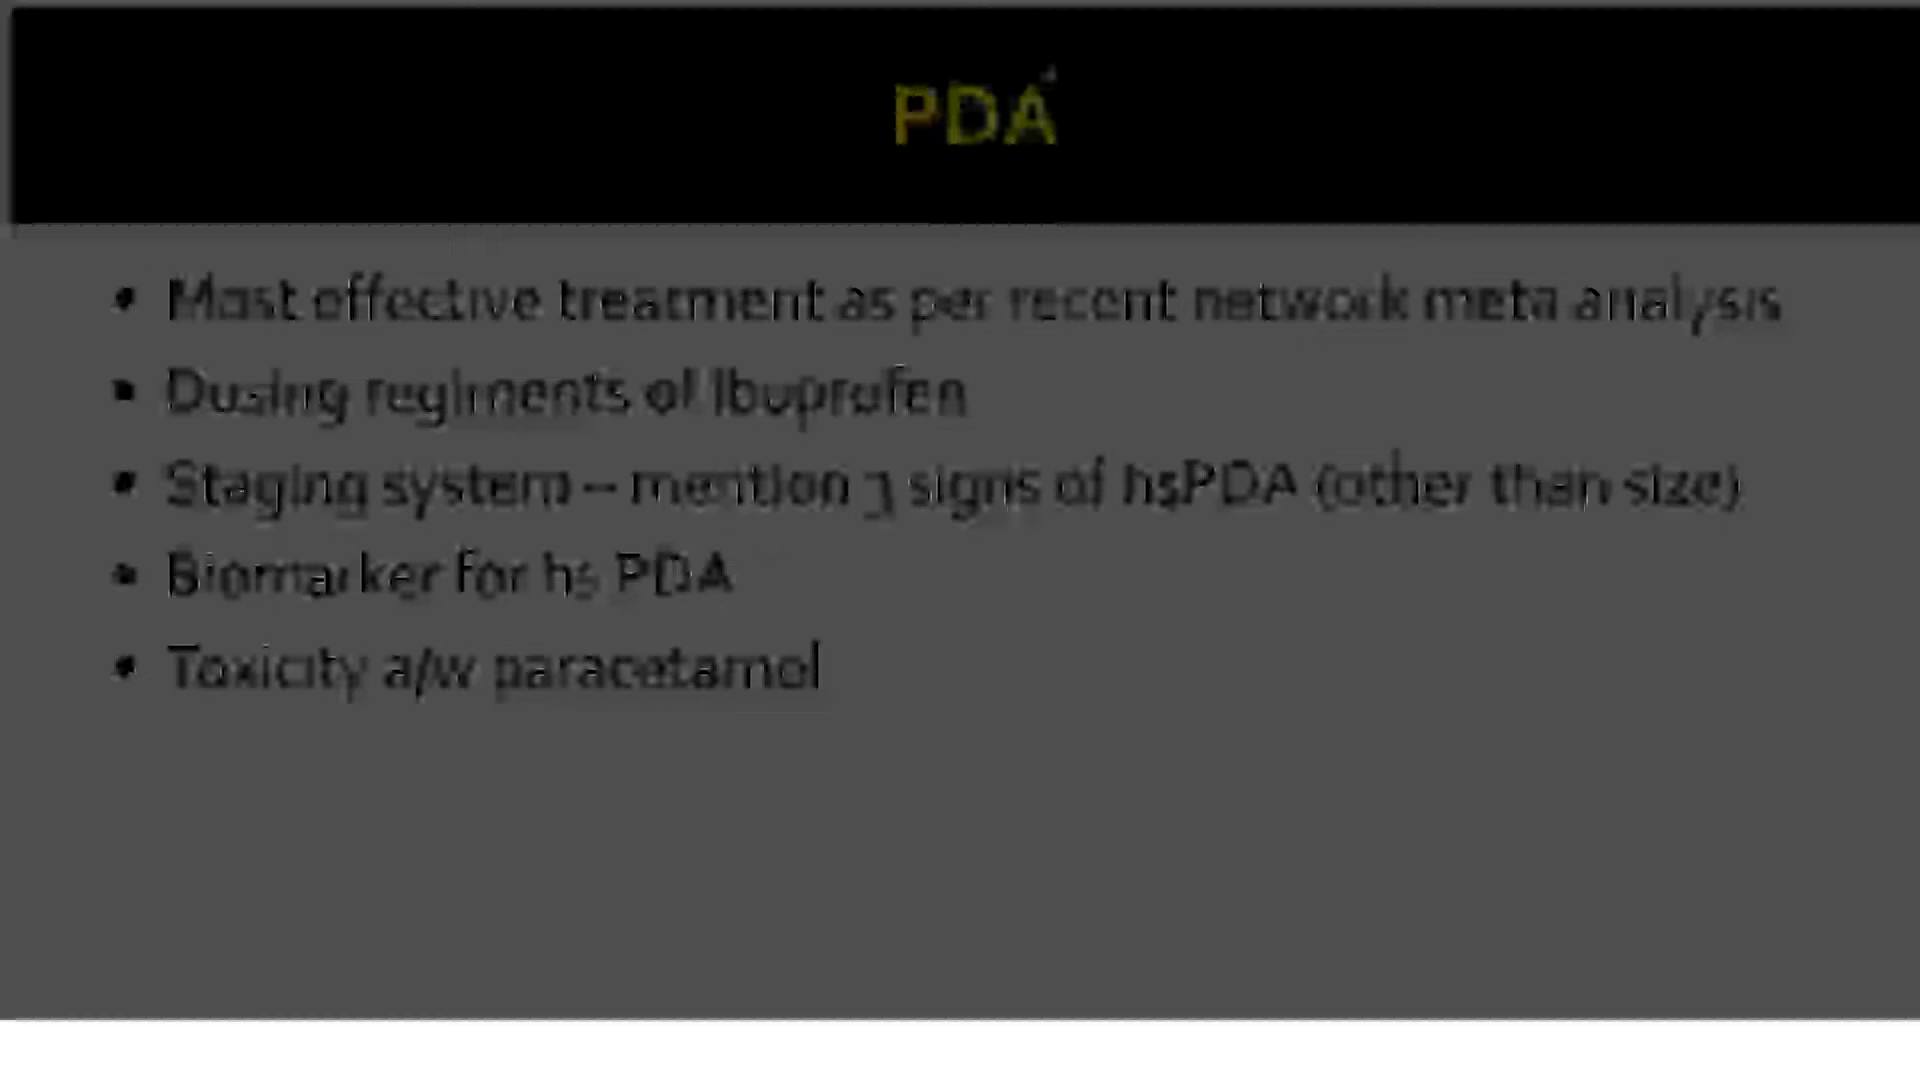 PDA
• Most effective treatment as per recent network meta analysis
• Dosing regiments of Ibuprofen
• Staging system – mention 3 signs of hsPDA (other than size)
• Biomarker for hs PDA
• Toxicity a/w paracetamol